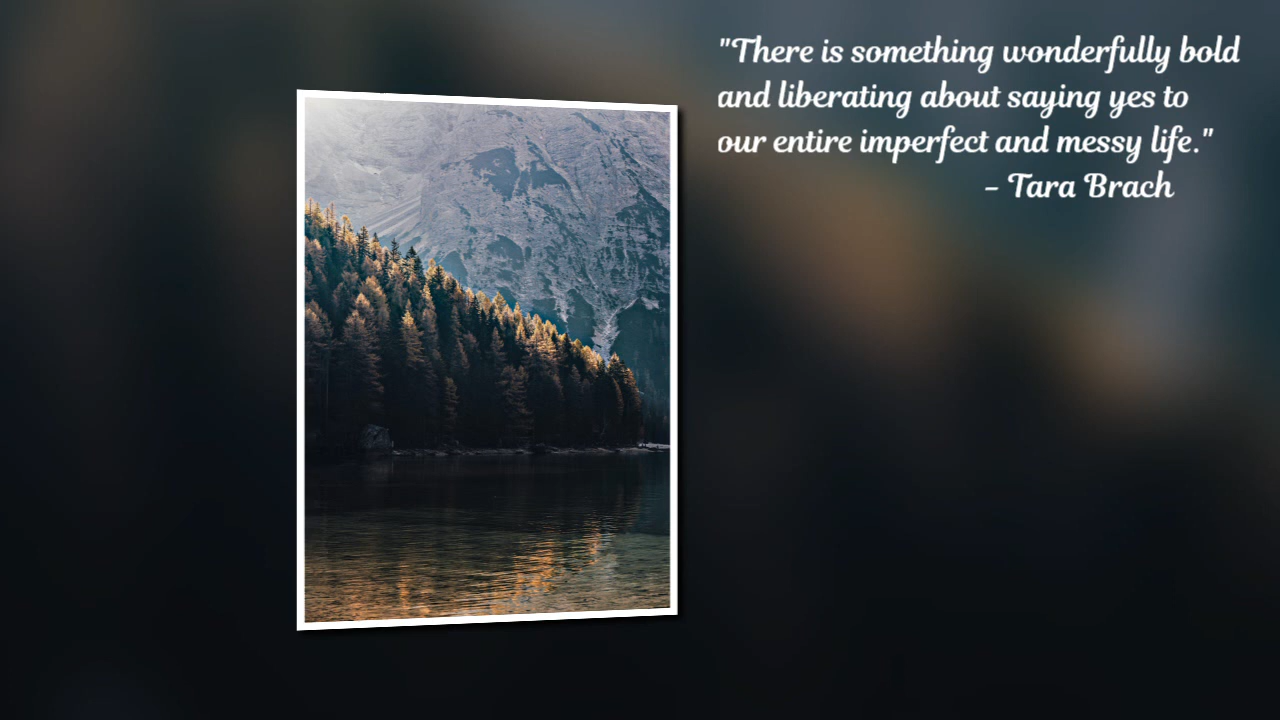 "There is something wonderfully bold
and liberating about saying yes to
our entire imperfect and messy life."
- Tara Brach